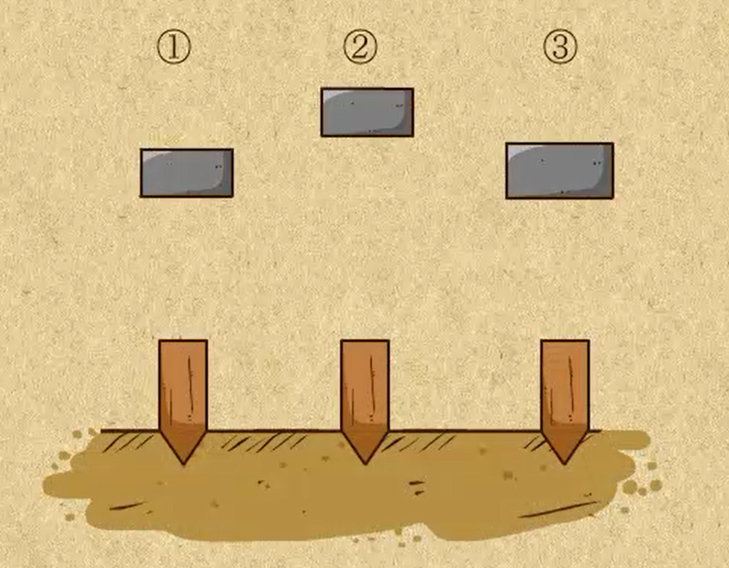 ① ② ③